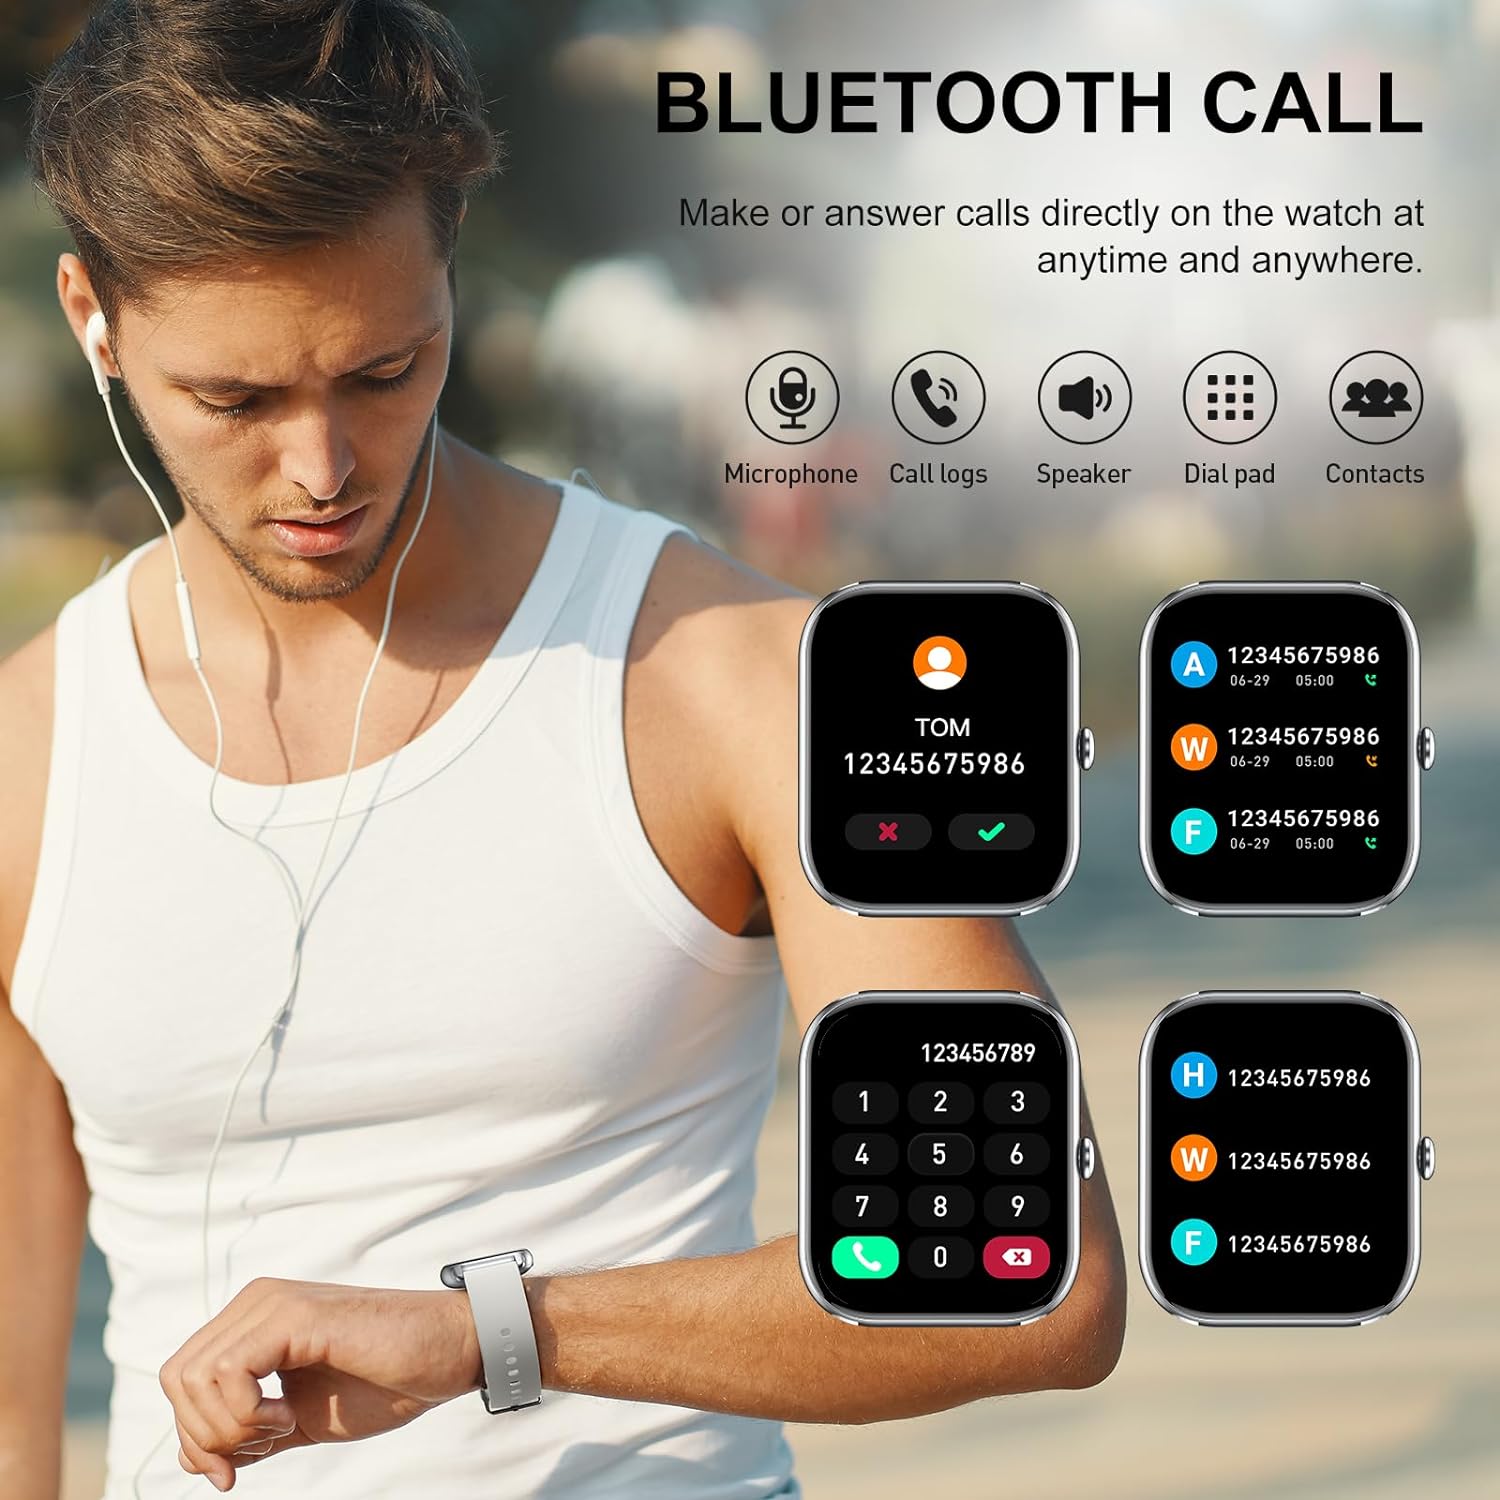 BLUETOOTH CALL
Make or answer calls directly on the watch at
anytime and anywhere.
Microphone Call logs Speaker Dial pad Contacts
TOM
12345675986
A 12345675986
06-29 05:00
W 12345675986
06-29 05:00
F 12345675986
06-29 05:00
123456789
1 2 3
4 5 6
7 8 9
0
H 12345675986
W 12345675986
F 12345675986